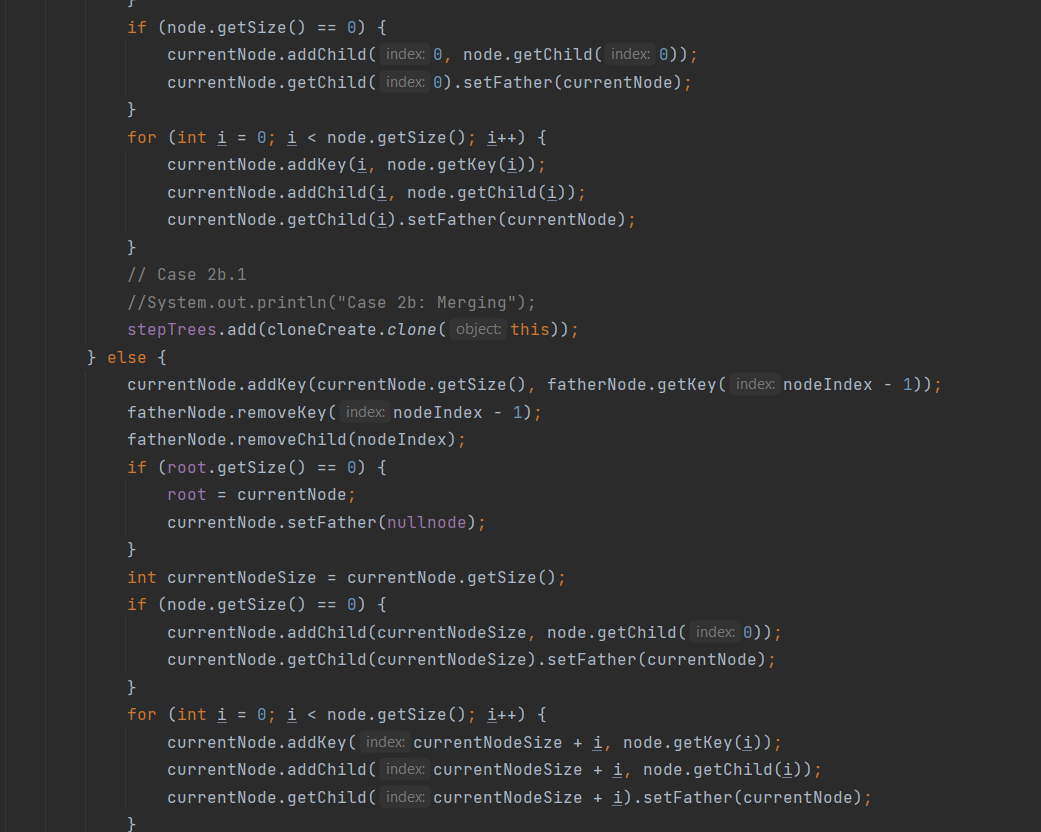 }
if (node.getSize() == 0) {
currentNode.addChild( index: 0, node.getChild( index: 0));
currentNode.getChild( index: 0).setFather(currentNode);
}
for (int i = 0; i < node.getSize(); i++) {
currentNode.addKey(i, node.getKey(i));
currentNode.addChild(i, node.getChild(i));
currentNode.getChild(i).setFather(currentNode);
}
// Case 2b.1
//System.out.println("Case 2b: Merging");
stepTrees.add(cloneCreate.clone( object: this));
} else {
currentNode.addKey(currentNode.getSize(), fatherNode.getKey( index: nodeIndex - 1));
fatherNode.removeKey( index: nodeIndex - 1);
fatherNode.removeChild(nodeIndex);
if (root.getSize() == 0) {
root = currentNode;
currentNode.setFather(nullnode);
}
int currentNodeSize = currentNode.getSize();
if (node.getSize() == 0) {
currentNode.addChild(currentNodeSize, node.getChild( index: 0));
currentNode.getChild(currentNodeSize).setFather(currentNode);
}
for (int i = 0; i < node.getSize(); i++) {
currentNode.addKey( index: currentNodeSize + i, node.getKey(i));
currentNode.addChild( index: currentNodeSize + i, node.getChild(i));
currentNode.getChild( index: currentNodeSize + i).setFather(currentNode);
}